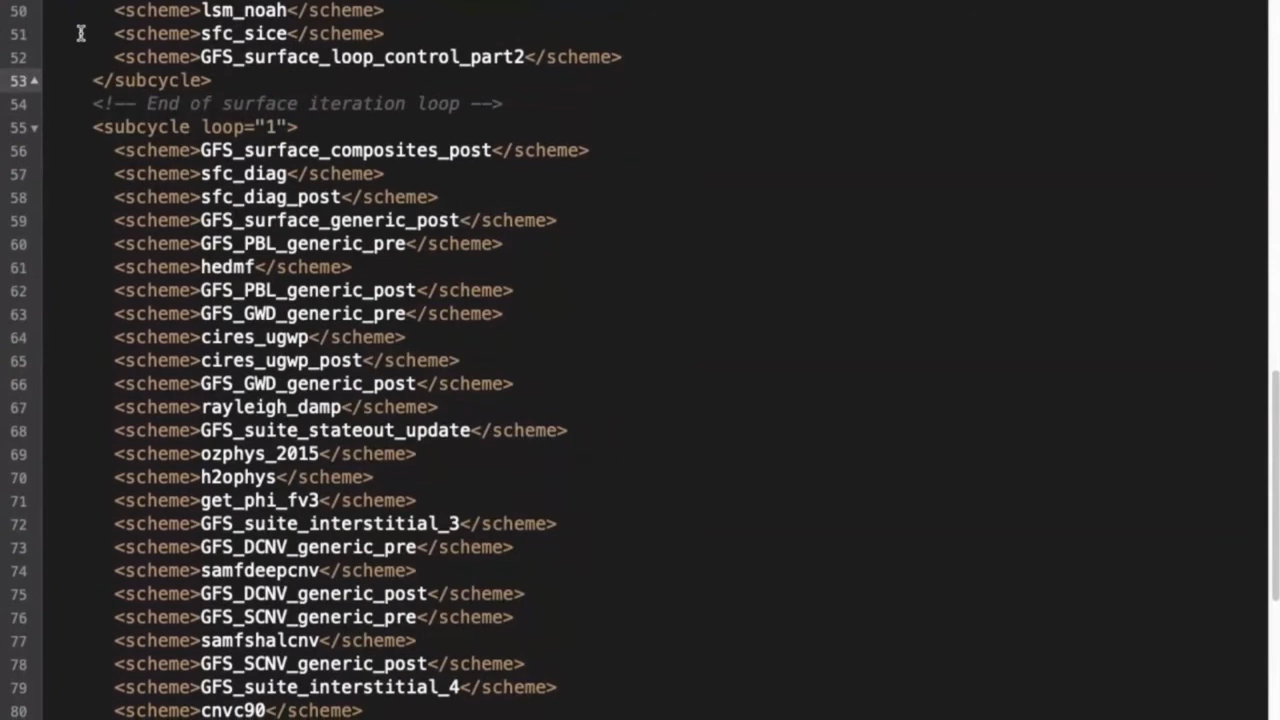 50 <scheme>lsm_noah</scheme>
51 <scheme>sfc_sice</scheme>
52 <scheme>GFS_surface_loop_control_part2</scheme>
53 </subcycle>
54 <!-- End of surface iteration loop -->
55 <subcycle loop="1">
56 <scheme>GFS_surface_composites_post</scheme>
57 <scheme>sfc_diag</scheme>
58 <scheme>sfc_diag_post</scheme>
59 <scheme>GFS_surface_generic_post</scheme>
60 <scheme>GFS_PBL_generic_pre</scheme>
61 <scheme>hedmf</scheme>
62 <scheme>GFS_PBL_generic_post</scheme>
63 <scheme>GFS_GWD_generic_pre</scheme>
64 <scheme>cires_ugwp</scheme>
65 <scheme>cires_ugwp_post</scheme>
66 <scheme>GFS_GWD_generic_post</scheme>
67 <scheme>rayleigh_damp</scheme>
68 <scheme>GFS_suite_stateout_update</scheme>
69 <scheme>ozphys_2015</scheme>
70 <scheme>h2ophys</scheme>
71 <scheme>get_phi_fv3</scheme>
72 <scheme>GFS_suite_interstitial_3</scheme>
73 <scheme>GFS_DCNV_generic_pre</scheme>
74 <scheme>samfdeepcnv</scheme>
75 <scheme>GFS_DCNV_generic_post</scheme>
76 <scheme>GFS_SCNV_generic_pre</scheme>
77 <scheme>samfshalcnv</scheme>
78 <scheme>GFS_SCNV_generic_post</scheme>
79 <scheme>GFS_suite_interstitial_4</scheme>
80 <scheme>cnvc90</scheme>